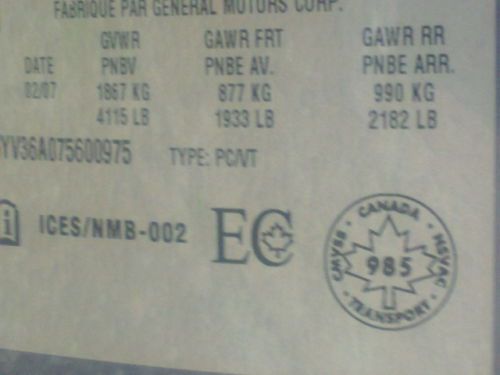 FABRIQUÉ PAR GENERAL MOTORS CORP.
GVWR GAWR FRT GAWR RR
DATE PNBV PNBE AV. PNBE ARR.
02/07 1867 KG 877 KG 990 KG
4115 LB 1933 LB 2182 LB
YV36A075600975 TYPE: PC/VT
i ICES/NMB-002 EC
CANADA
CMVSS 985 NSVAC
TRANSPORT